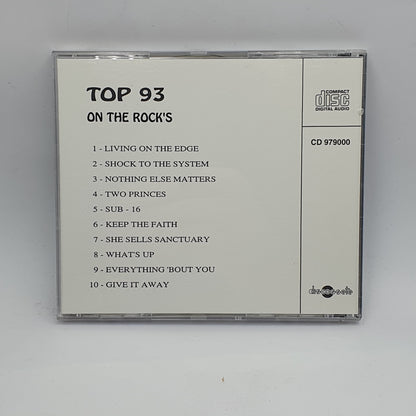 TOP 93
ON THE ROCK'S
COMPACT
disc
DIGITAL AUDIO
CD 979000
1 - LIVING ON THE EDGE
2 - SHOCK TO THE SYSTEM
3 - NOTHING ELSE MATTERS
4 - TWO PRINCES
5 - SUB - 16
6 - KEEP THE FAITH
7 - SHE SELLS SANCTUARY
8 - WHAT'S UP
9 - EVERYTHING 'BOUT YOU
10 - GIVE IT AWAY